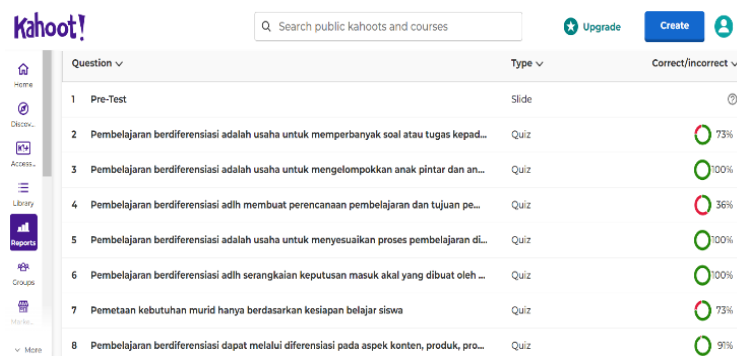 Kahoot!
Search public kahoots and courses
Upgrade
Create
Home
Discov...
Access...
Library
Reports
Groups
Marke...
More
Question Type Correct/incorrect
1 Pre-Test Slide
2 Pembelajaran berdiferensiasi adalah usaha untuk memperbanyak soal atau tugas kepad... Quiz 73%
3 Pembelajaran berdiferensiasi adalah usaha untuk mengelompokkan anak pintar dan an... Quiz 100%
4 Pembelajaran berdiferensiasi adlh membuat perencanaan pembelajaran dan tujuan pe... Quiz 36%
5 Pembelajaran berdiferensiasi adalah usaha untuk menyesuaikan proses pembelajaran di... Quiz 100%
6 Pembelajaran berdiferensiasi adlh serangkaian keputusan masuk akal yang dibuat oleh ... Quiz 100%
7 Pemetaan kebutuhan murid hanya berdasarkan kesiapan belajar siswa Quiz 73%
8 Pembelajaran berdiferensiasi dapat melalui diferensiasi pada aspek konten, produk, pro... Quiz 91%